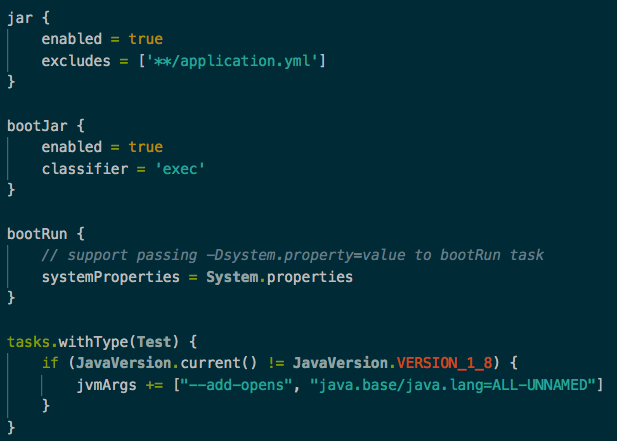 jar {
    enabled = true
    excludes = ['**/application.yml']
}

bootJar {
    enabled = true
    classifier = 'exec'
}

bootRun {
    // support passing -Dsystem.property=value to bootRun task
    systemProperties = System.properties
}

tasks.withType(Test) {
    if (JavaVersion.current() != JavaVersion.VERSION_1_8) {
        jvmArgs += ["--add-opens", "java.base/java.lang=ALL-UNNAMED"]
    }
}